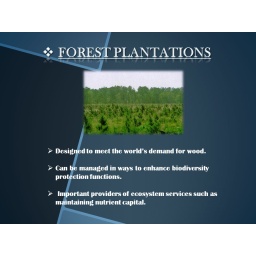 ❖ FOREST PLANTATIONS
➢ Designed to meet the world's demand for wood.
➢ Can be managed in ways to enhance biodiversity
protection functions.
➢ Important providers of ecosystem services such as
maintaining nutrient capital.